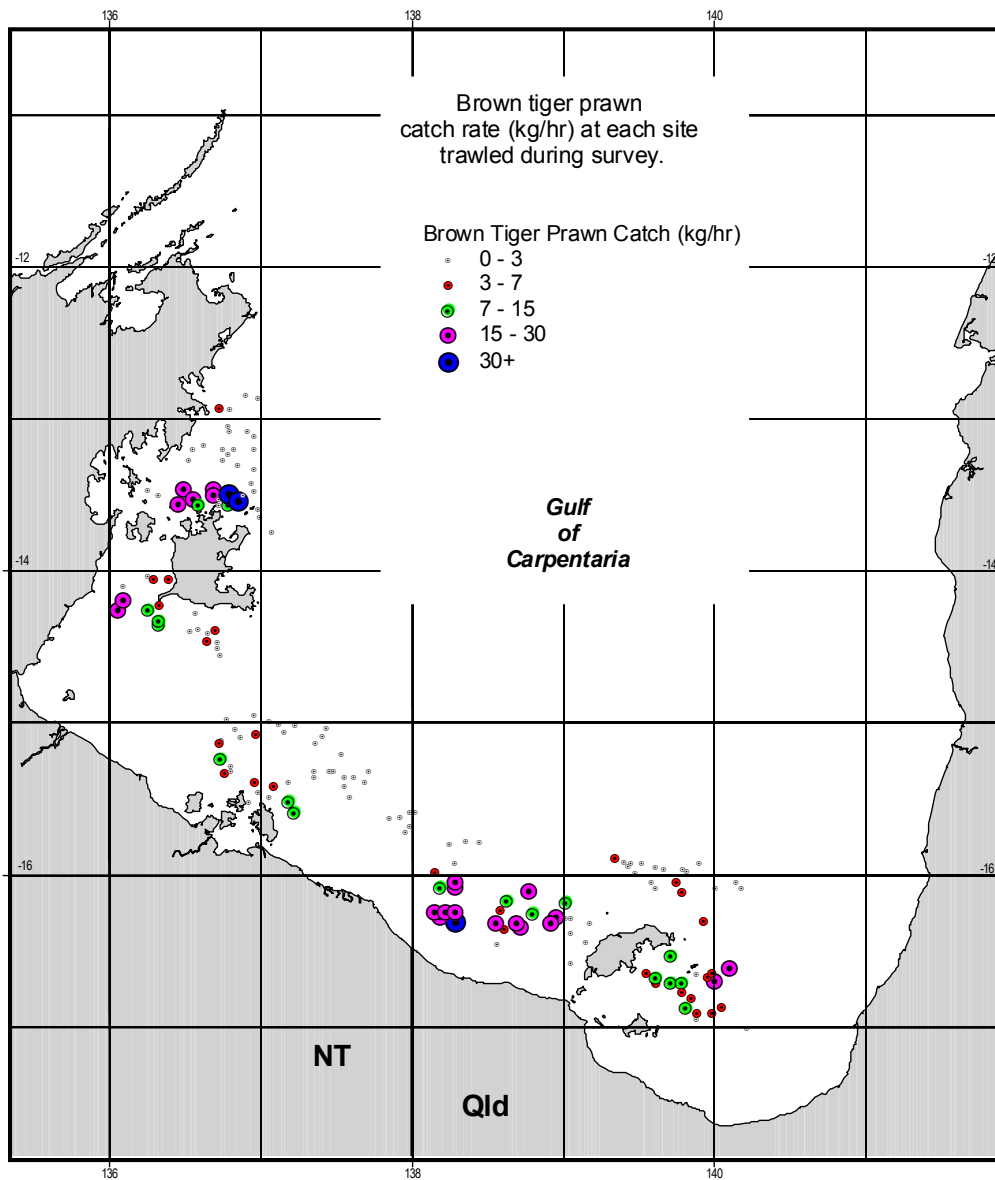 136
138
140
Brown tiger prawn
catch rate (kg/hr) at each site
trawled during survey.
Brown Tiger Prawn Catch (kg/hr)
0 - 3
3 - 7
7 - 15
15 - 30
30+
-12
-12
Gulf
of
Carpentaria
-14
-14
-16
-16
NT
Qld
136
138
140